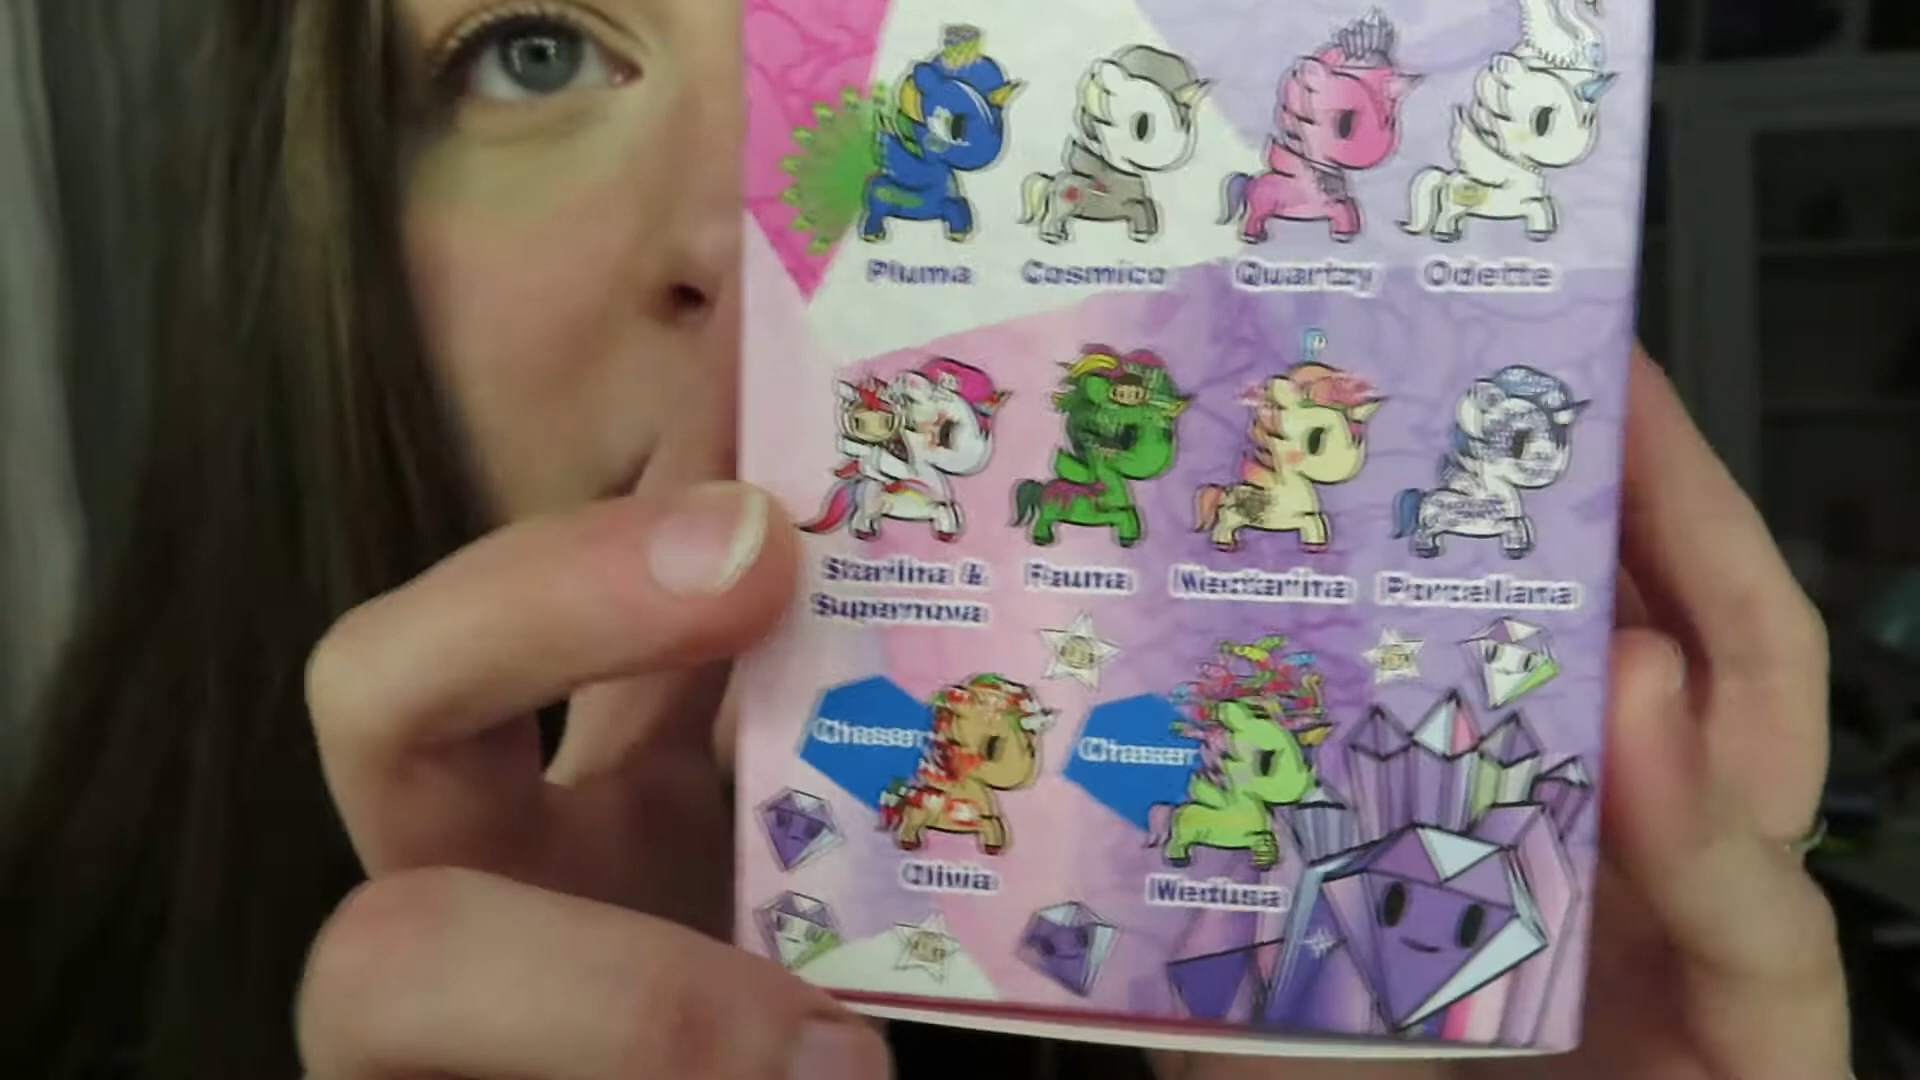 Pluma Cosmico Quartzy Odette
Starlina & Supernova
Fauna Nectarina Porcellana
Chaser Chaser
Olivia Medusa